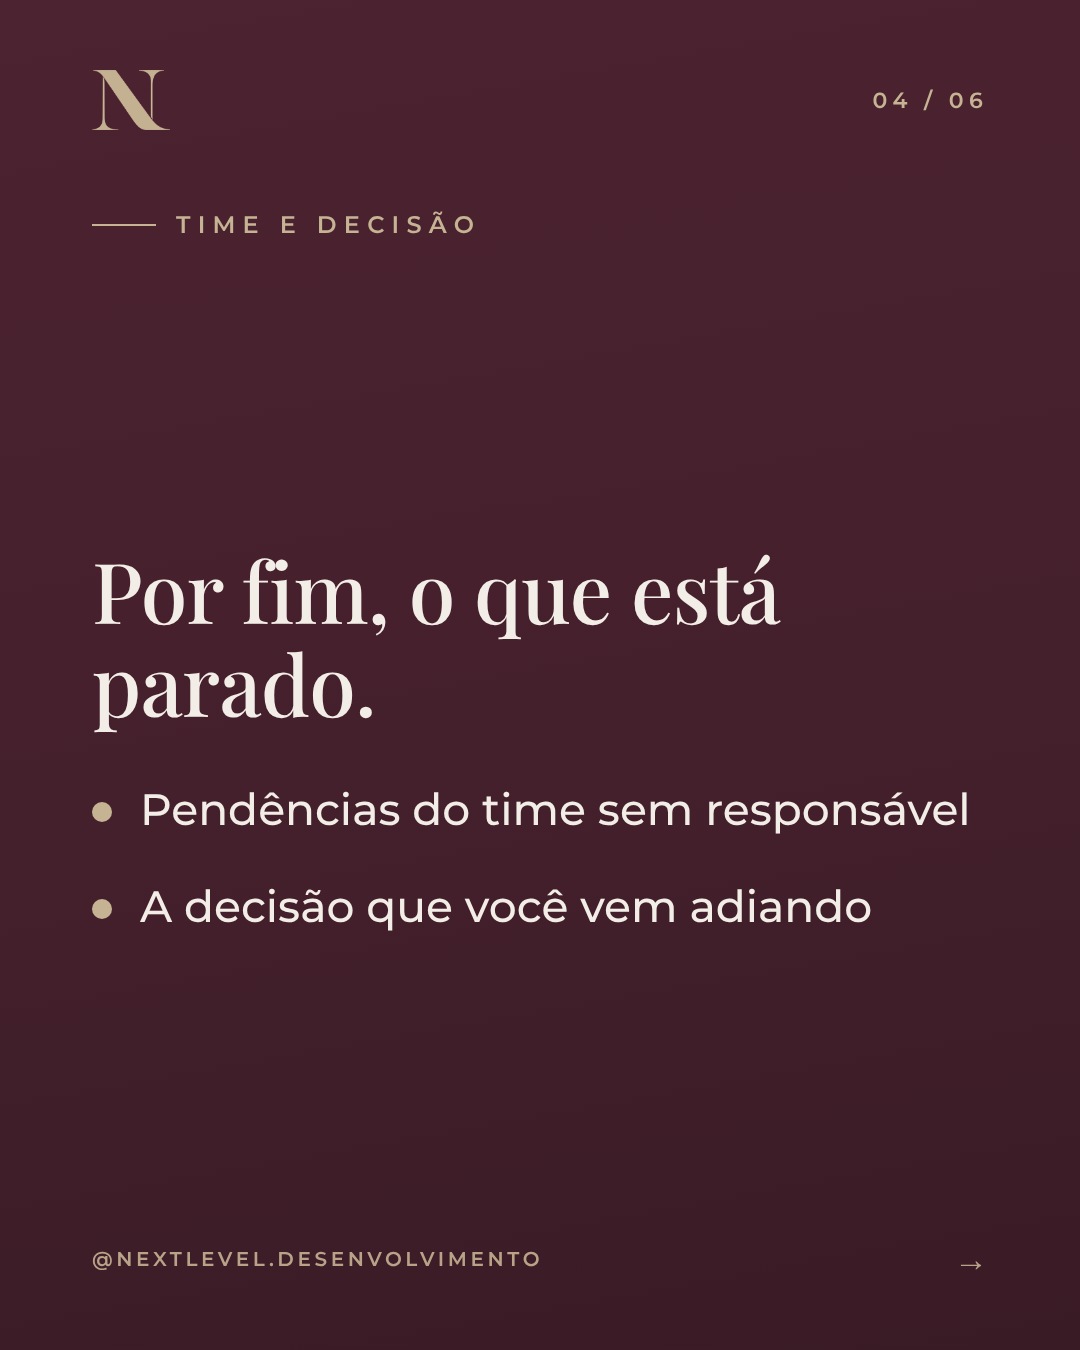 N
04 / 06
TIME E DECISÃO
Por fim, o que está
parado.
Pendências do time sem responsável
A decisão que você vem adiando
@NEXTLEVEL.DESENVOLVIMENTO
→